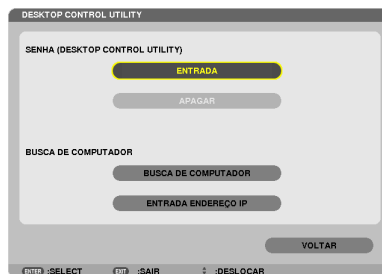 DESKTOP CONTROL UTILITY
SENHA (DESKTOP CONTROL UTILITY)
ENTRADA
APAGAR
BUSCA DE COMPUTADOR
BUSCA DE COMPUTADOR
ENTRADA ENDEREÇO IP
VOLTAR
ENTER :SELECT EXIT :SAIR :DESLOCAR